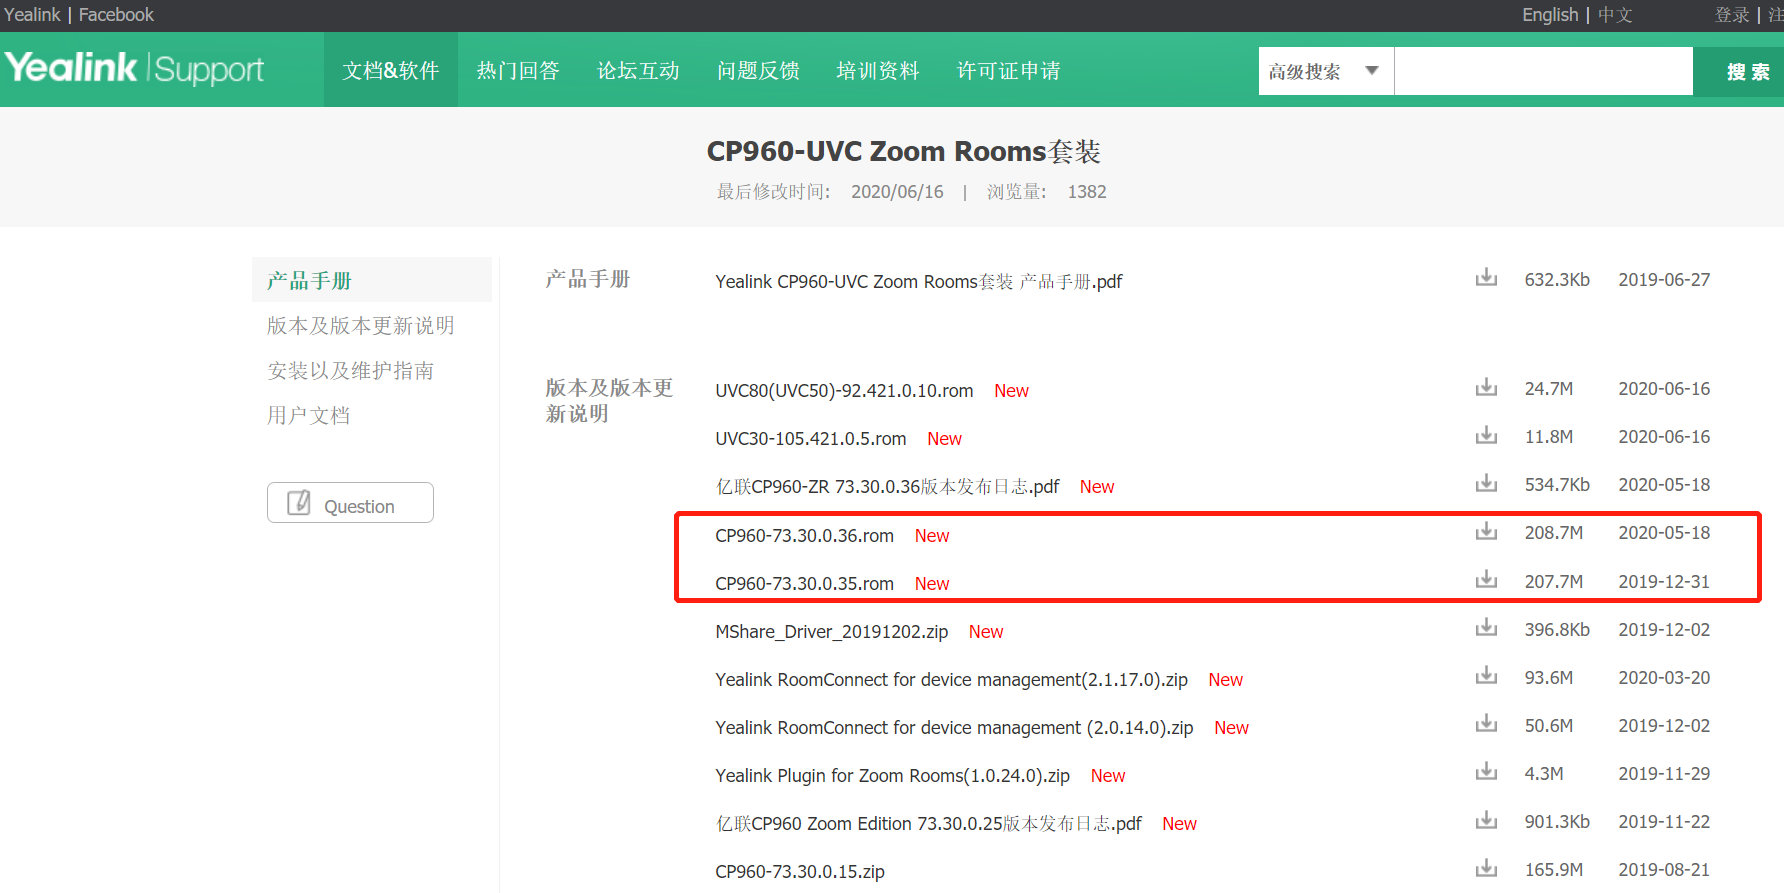 Yealink | Facebook
English | 中文
登录 | 注
Yealink | Support
文档&软件
热门回答
论坛互动
问题反馈
培训资料
许可证申请
高级搜索
搜 索
CP960-UVC Zoom Rooms套装
最后修改时间: 2020/06/16 | 浏览量: 1382
产品手册
版本及版本更新说明
安装以及维护指南
用户文档
Question
产品手册
Yealink CP960-UVC Zoom Rooms套装 产品手册.pdf 632.3Kb 2019-06-27
版本及版本更
新说明
UVC80(UVC50)-92.421.0.10.rom New 24.7M 2020-06-16
UVC30-105.421.0.5.rom New 11.8M 2020-06-16
亿联CP960-ZR 73.30.0.36版本发布日志.pdf New 534.7Kb 2020-05-18
CP960-73.30.0.36.rom New 208.7M 2020-05-18
CP960-73.30.0.35.rom New 207.7M 2019-12-31
MShare_Driver_20191202.zip New 396.8Kb 2019-12-02
Yealink RoomConnect for device management(2.1.17.0).zip New 93.6M 2020-03-20
Yealink RoomConnect for device management (2.0.14.0).zip New 50.6M 2019-12-02
Yealink Plugin for Zoom Rooms(1.0.24.0).zip New 4.3M 2019-11-29
亿联CP960 Zoom Edition 73.30.0.25版本发布日志.pdf New 901.3Kb 2019-11-22
CP960-73.30.0.15.zip 165.9M 2019-08-21